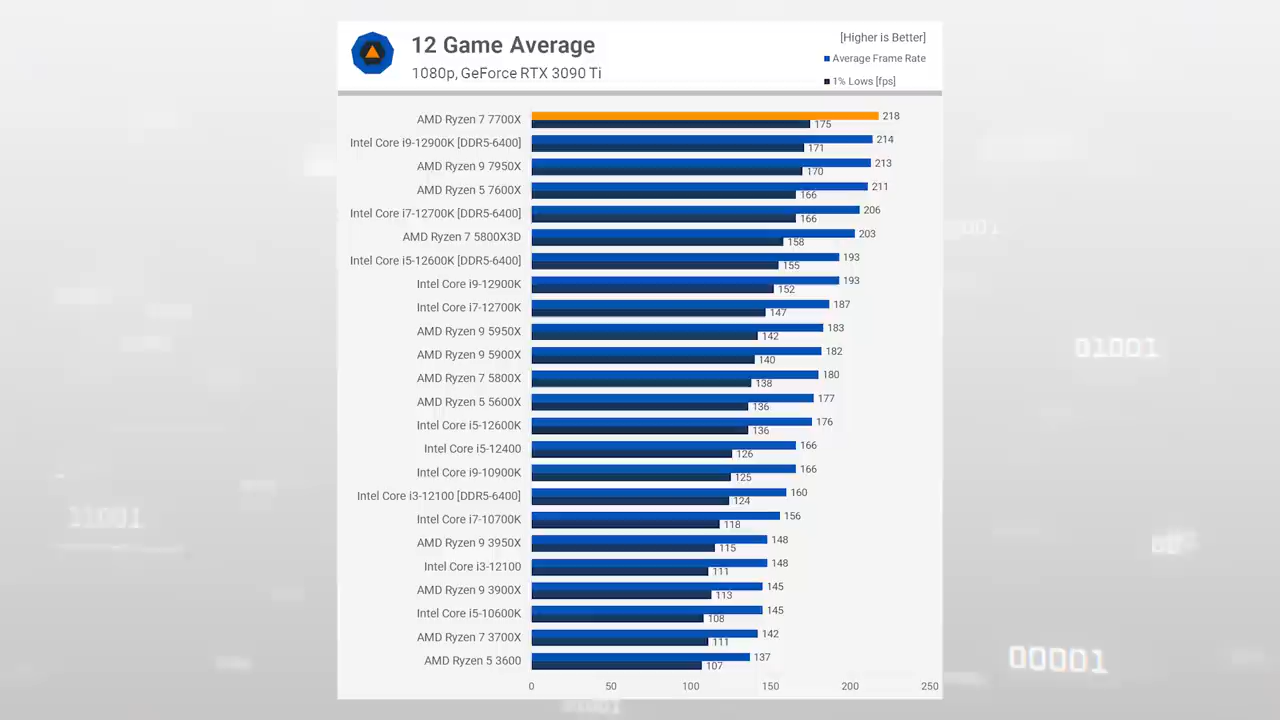 12 Game Average
[Higher is Better]
1080p, GeForce RTX 3090 Ti
Average Frame Rate
1% Lows [fps]
AMD Ryzen 7 7700X 218 175
Intel Core i9-12900K [DDR5-6400] 214 171
AMD Ryzen 9 7950X 213 170
AMD Ryzen 5 7600X 211 166
Intel Core i7-12700K [DDR5-6400] 206 166
AMD Ryzen 7 5800X3D 203 158
Intel Core i5-12600K [DDR5-6400] 193 155
Intel Core i9-12900K 193 152
Intel Core i7-12700K 187 147
AMD Ryzen 9 5950X 183 142
AMD Ryzen 9 5900X 182 140
AMD Ryzen 7 5800X 180 138
AMD Ryzen 5 5600X 177 136
Intel Core i5-12600K 176 136
Intel Core i5-12400 166 126
Intel Core i9-10900K 166 125
Intel Core i3-12100 [DDR5-6400] 160 124
Intel Core i7-10700K 156 118
AMD Ryzen 9 3950X 148 115
Intel Core i3-12100 148 111
AMD Ryzen 9 3900X 145 113
Intel Core i5-10600K 145 108
AMD Ryzen 7 3700X 142 111
AMD Ryzen 5 3600 137 107
0 50 100 150 200 250
01001
00001